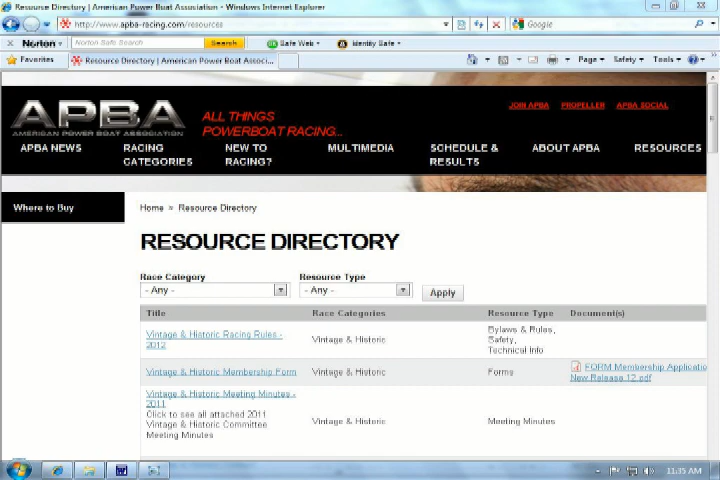 Resource Directory | American Power Boat Association - Windows Internet Explorer
http://www.apba-racing.com/resources
Google
Norton
Norton Safe Search
Search
Safe Web
Identity Safe
Favorites
Resource Directory | American Power Boat Associ...
Page
Safety
Tools
APBA
AMERICAN POWER BOAT ASSOCIATION
ALL THINGS
POWERBOAT RACING...
JOIN APBA
PROPELLER
APBA SOCIAL
APBA NEWS
RACING
CATEGORIES
NEW TO
RACING?
MULTIMEDIA
SCHEDULE &
RESULTS
ABOUT APBA
RESOURCES
Where to Buy
Home » Resource Directory
RESOURCE DIRECTORY
Race Category
Resource Type
- Any -
- Any -
Apply
Title
Race Categories
Resource Type
Document(s)
Vintage & Historic Racing Rules -
2012
Vintage & Historic
Bylaws & Rules,
Safety,
Technical Info
Vintage & Historic Membership Form
Vintage & Historic
Forms
FORM Membership Applicatio
New Release 12.pdf
Vintage & Historic Meeting Minutes -
2011
Click to see all attached 2011
Vintage & Historic Committee
Meeting Minutes
Vintage & Historic
Meeting Minutes
11:35 AM